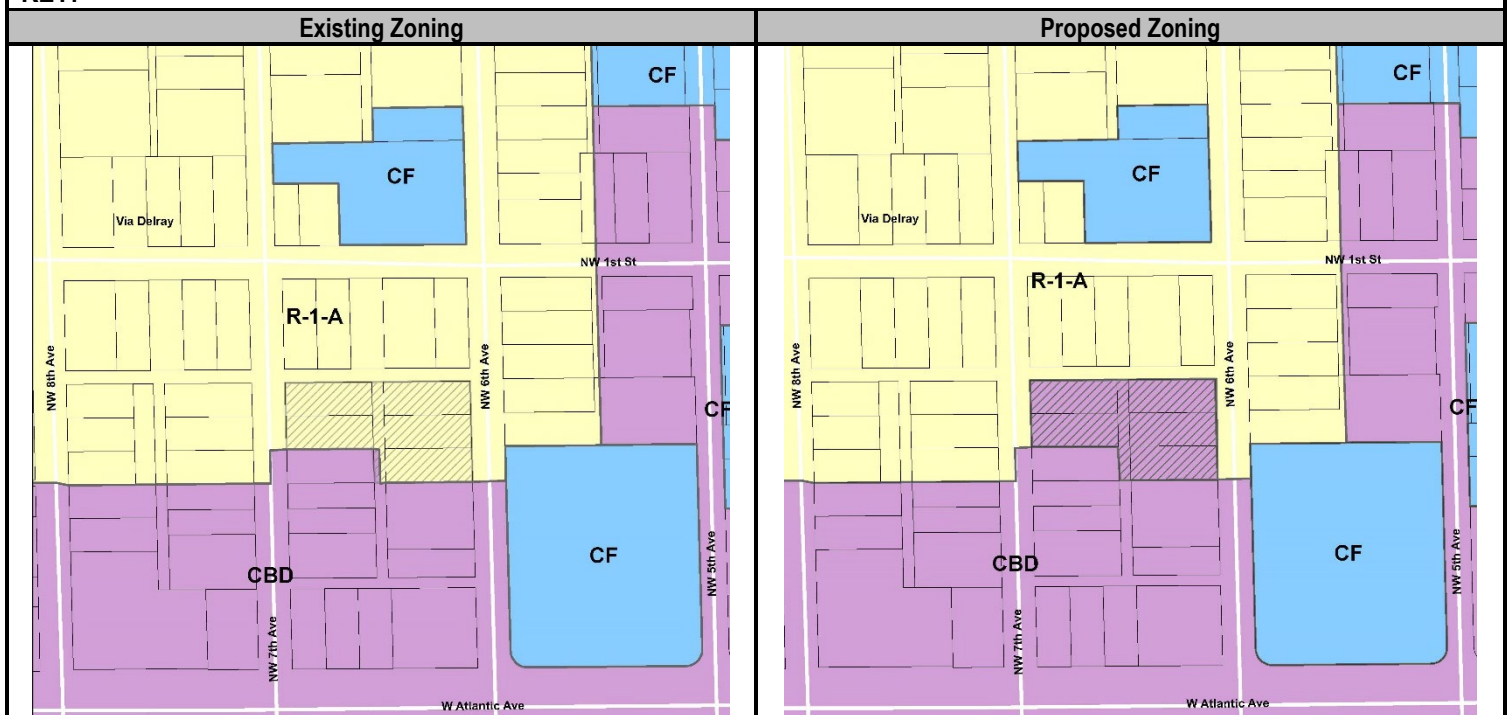 Existing Zoning
Proposed Zoning
CF
CF
Via Delray
NW 1st St
R-1-A
NW 8th Ave
NW 6th Ave
CF
CF
CBD
NW 7th Ave
NW 5th Ave
W Atlantic Ave
CF
CF
Via Delray
NW 1st St
R-1-A
NW 8th Ave
NW 6th Ave
CF
CF
CBD
NW 7th Ave
NW 5th Ave
W Atlantic Ave